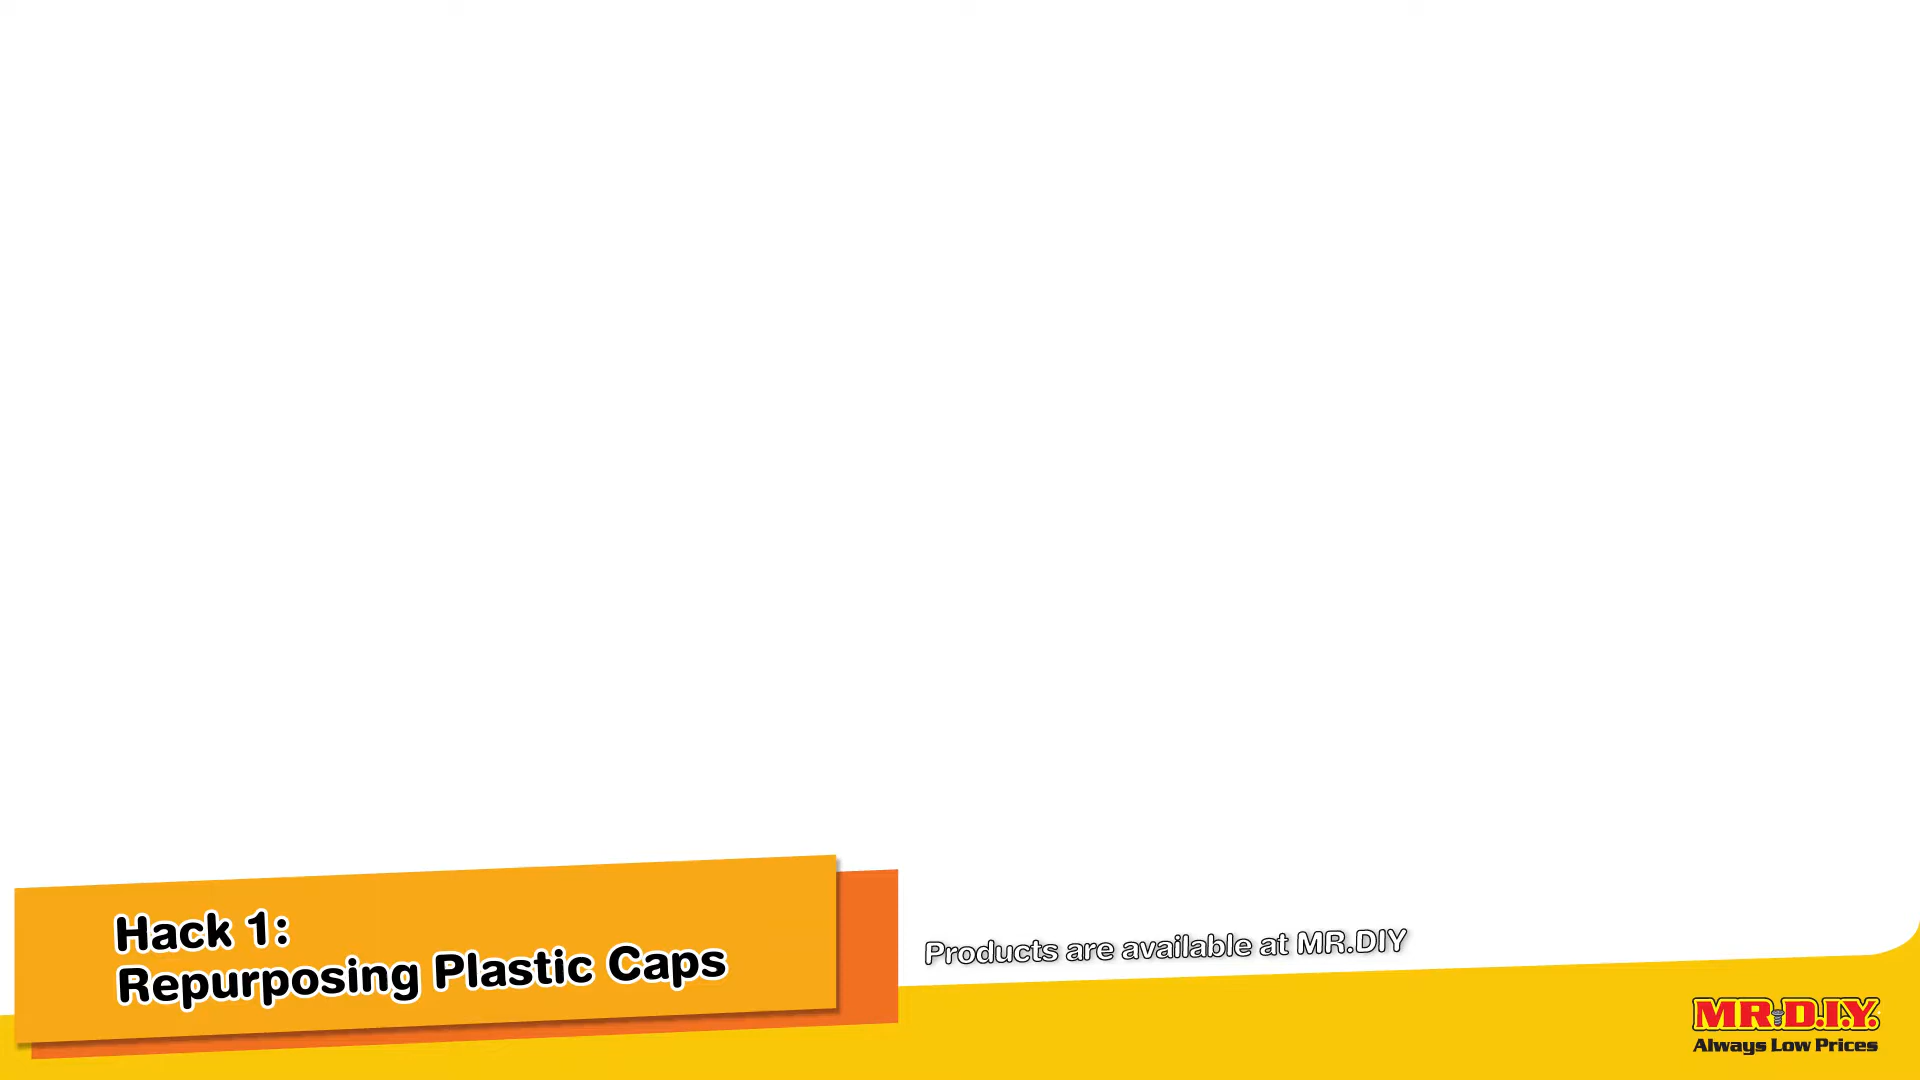 Hack 1:
Repurposing Plastic Caps
Products are available at MR.DIY
MR.D.I.Y.
Always Low Prices